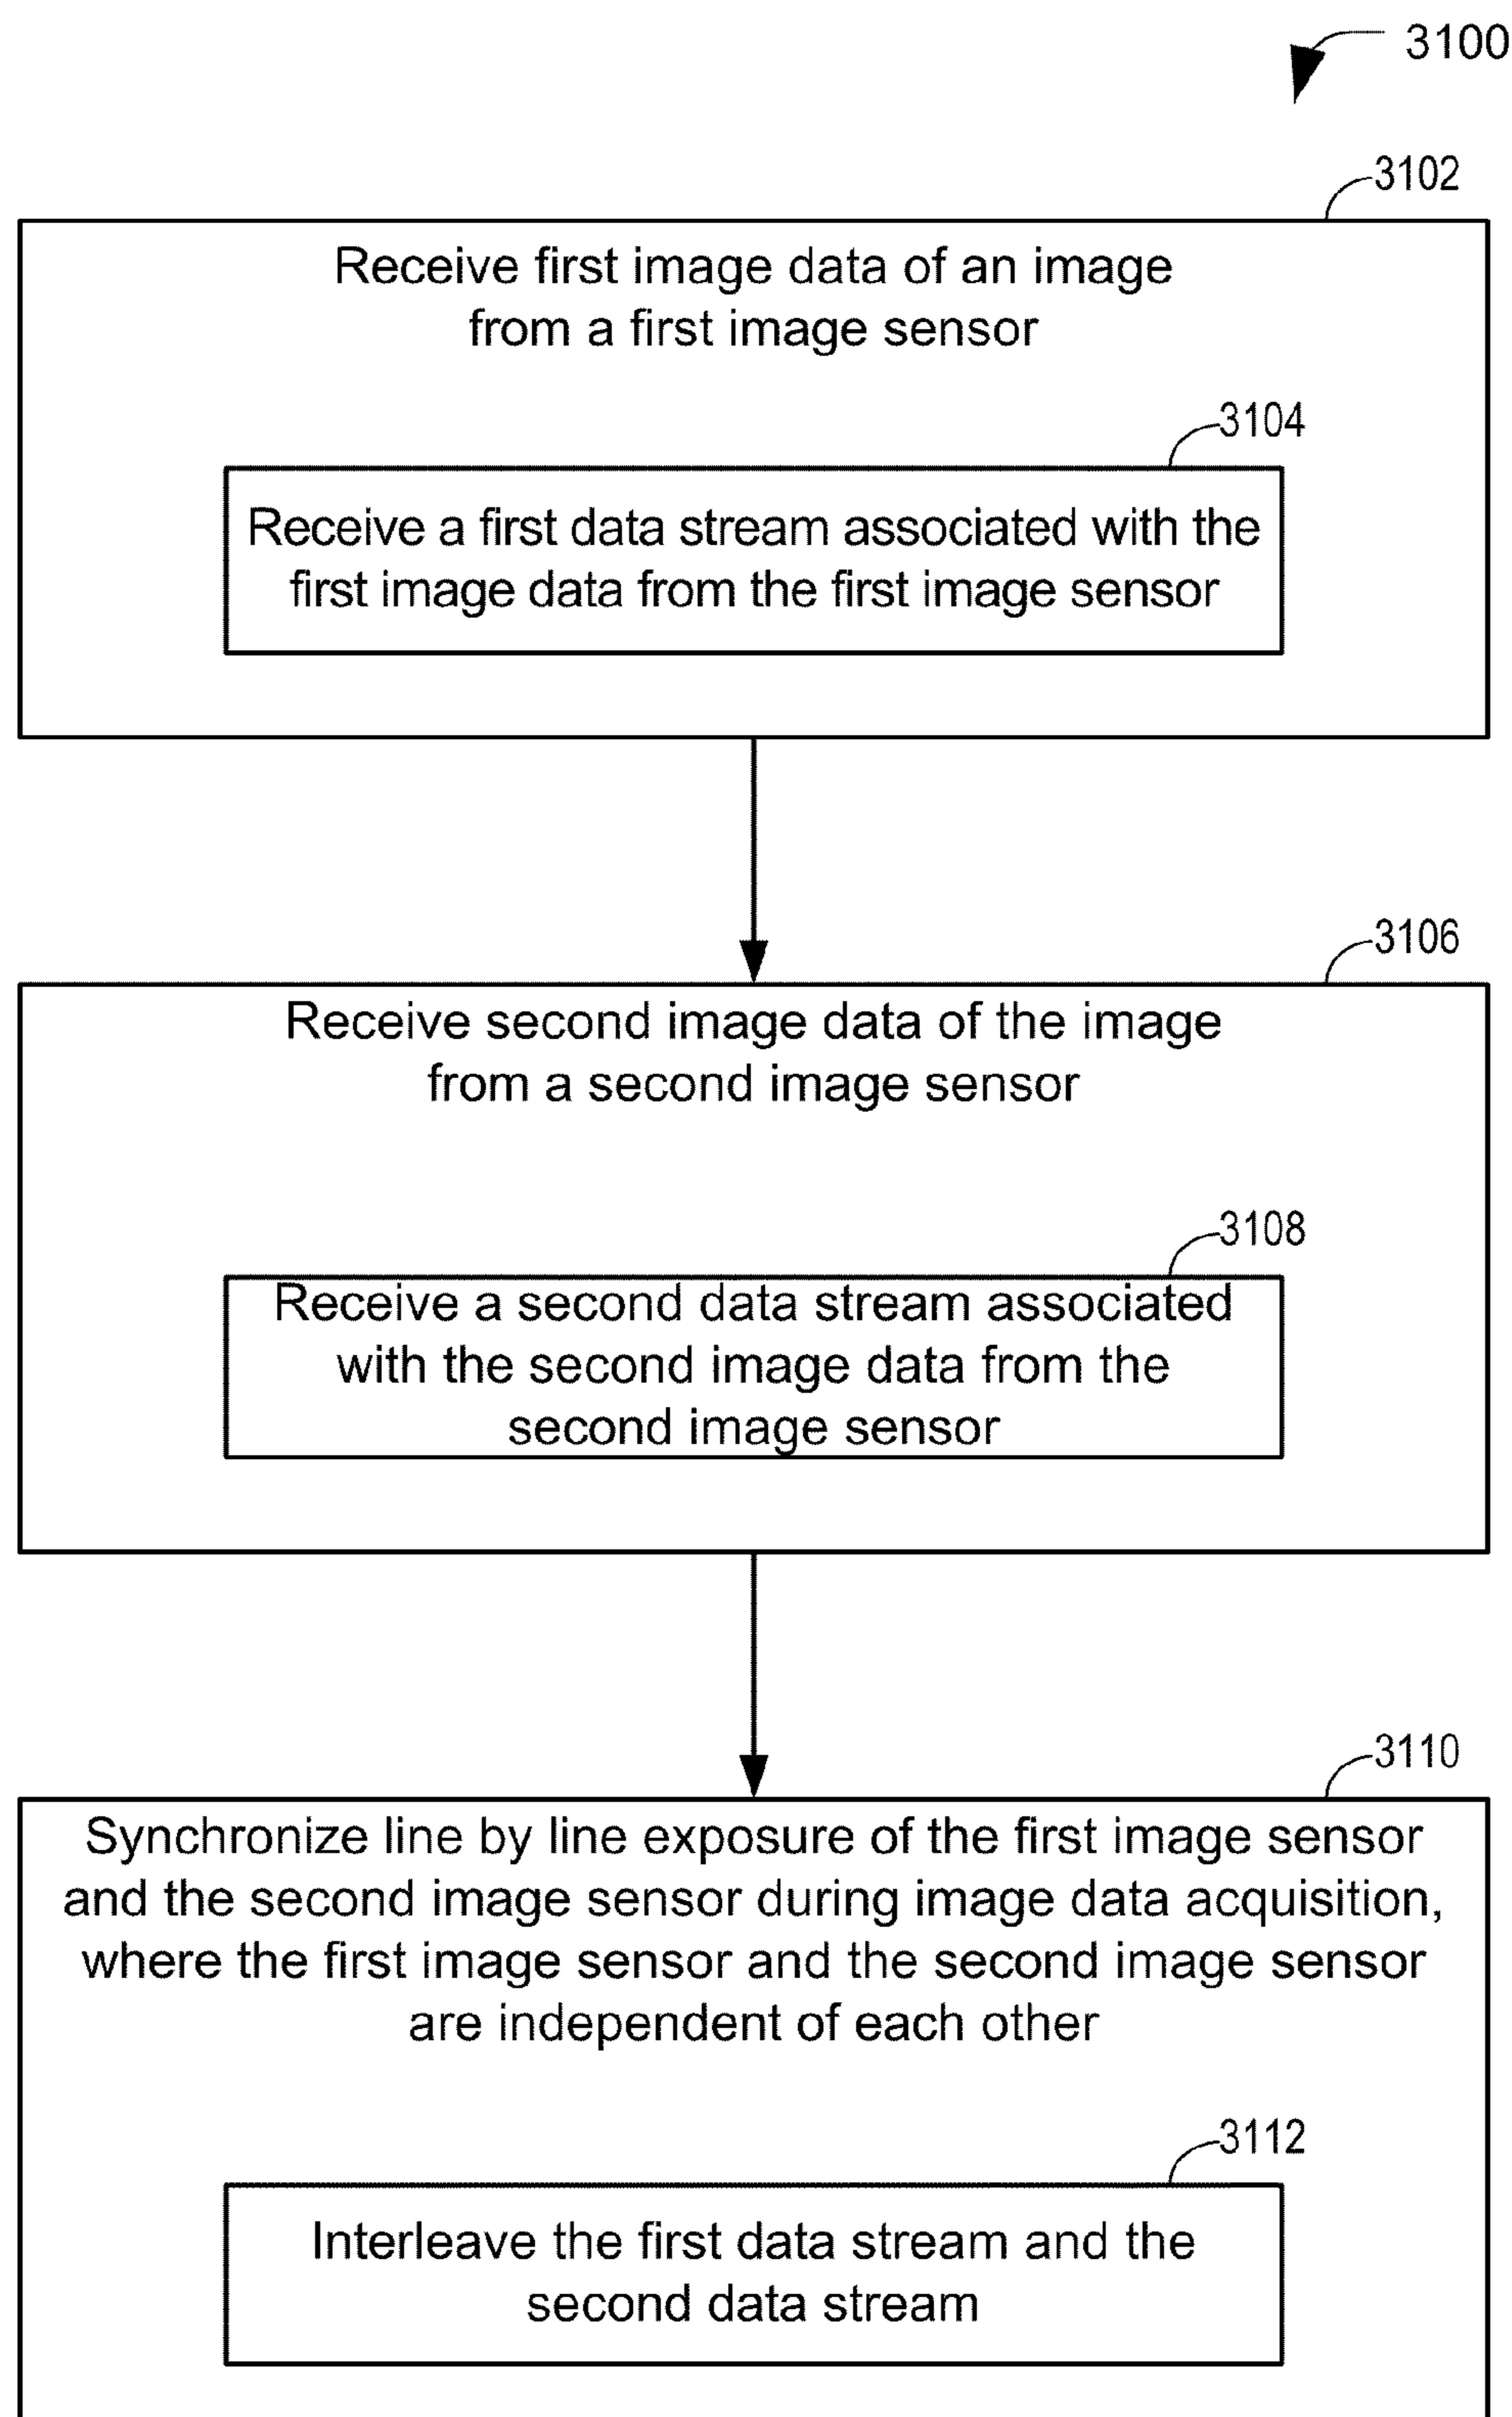 3100
3102
Receive first image data of an image
from a first image sensor
3104
Receive a first data stream associated with the
first image data from the first image sensor
3106
Receive second image data of the image
from a second image sensor
3108
Receive a second data stream associated
with the second image data from the
second image sensor
3110
Synchronize line by line exposure of the first image sensor
and the second image sensor during image data acquisition,
where the first image sensor and the second image sensor
are independent of each other
3112
Interleave the first data stream and the
second data stream